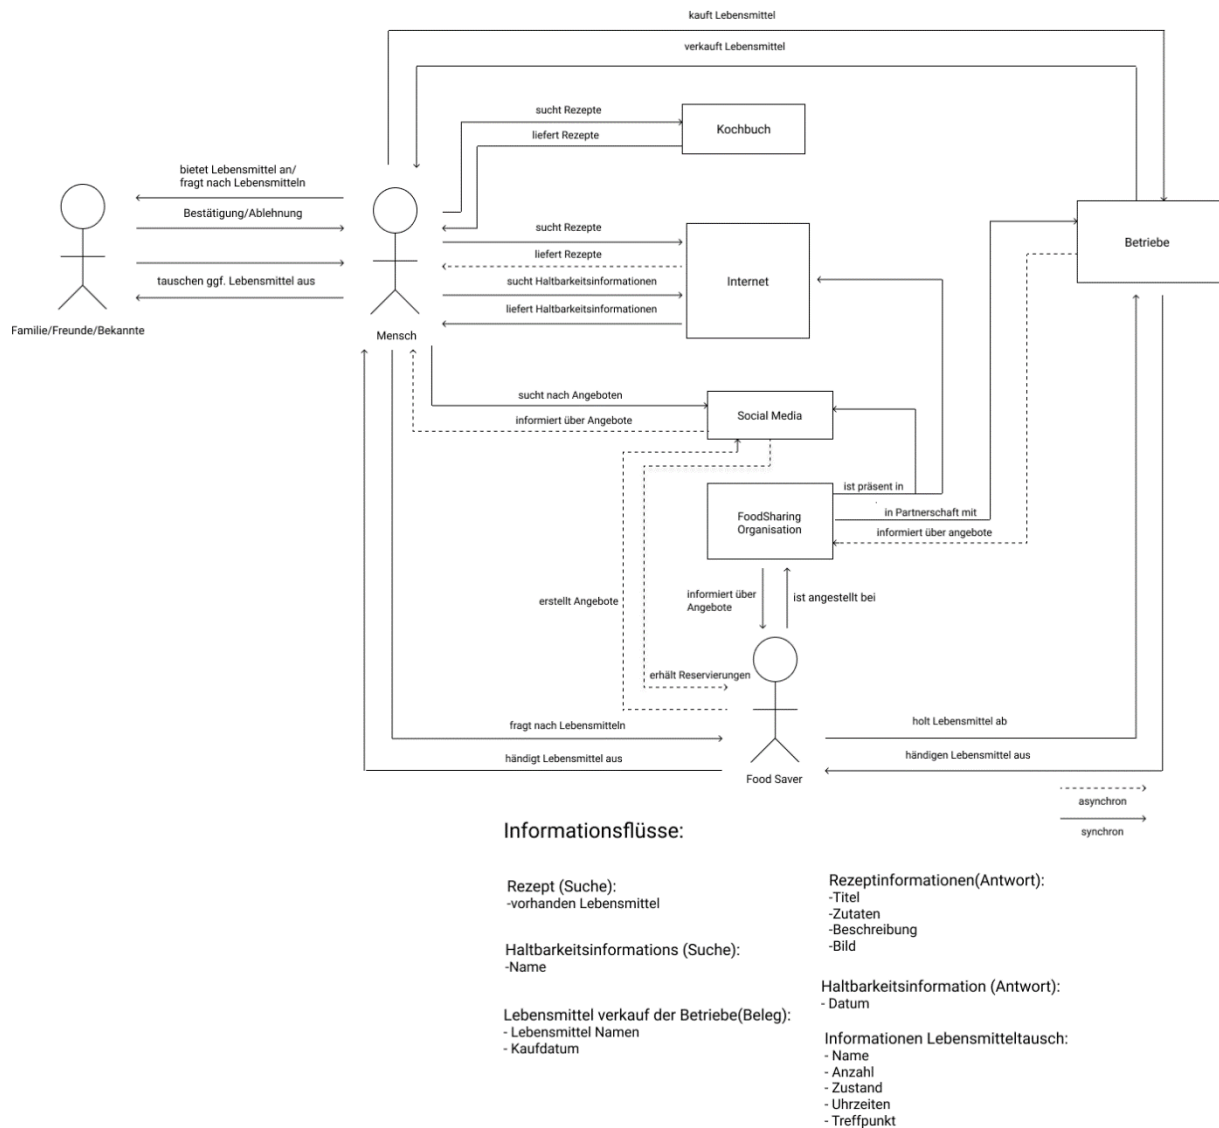 kauft Lebensmittel
verkauft Lebensmittel
sucht Rezepte
Kochbuch
liefert Rezepte
bietet Lebensmittel an/
fragt nach Lebensmitteln
Bestätigung/Ablehnung
tauschen ggf. Lebensmittel aus
Familie/Freunde/Bekannte
Mensch
sucht Rezepte
liefert Rezepte
sucht Haltbarkeitsinformationen
liefert Haltbarkeitsinformationen
Internet
Betriebe
sucht nach Angeboten
informiert über Angebote
Social Media
ist präsent in
FoodSharing
Organisation
in Partnerschaft mit
informiert über angebote
erstellt Angebote
informiert über
Angebote
ist angestellt bei
erhält Reservierungen
fragt nach Lebensmitteln
holt Lebensmittel ab
händigt Lebensmittel aus
händigen Lebensmittel aus
Food Saver
asynchron
synchron
Informationsflüsse:
Rezept (Suche):
-vorhanden Lebensmittel
Haltbarkeitsinformations (Suche):
-Name
Lebensmittel verkauf der Betriebe(Beleg):
- Lebensmittel Namen
- Kaufdatum
Rezeptinformationen(Antwort):
-Titel
-Zutaten
-Beschreibung
-Bild
Haltbarkeitsinformation (Antwort):
- Datum
Informationen Lebensmitteltausch:
- Name
- Anzahl
- Zustand
- Uhrzeiten
- Treffpunkt